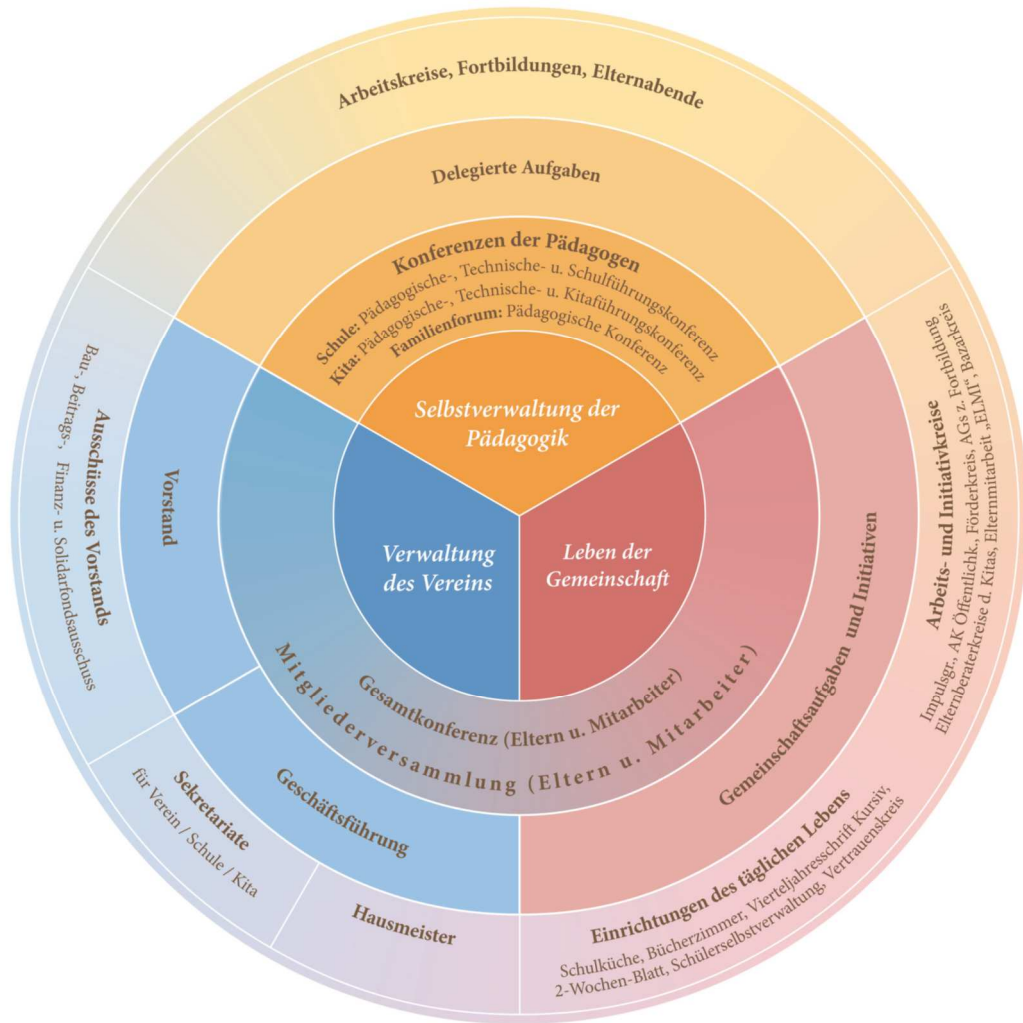 Arbeitskreise, Fortbildungen, Elternabende
Delegierte Aufgaben
Konferenzen der Pädagogen
Schule: Pädagogische-, Technische- u. Schulführungskonferenz
Kita: Pädagogische-, Technische- u. Kitaführungskonferenz
Familienforum: Pädagogische Konferenz
Selbstverwaltung der
Pädagogik
Verwaltung
des Vereins
Leben der
Gemeinschaft
Gesamtkonferenz (Eltern u. Mitarbeiter)
Mitgliederversammlung (Eltern u. Mitarbeiter)
Vorstand
Geschäftsführung
Gemeinschaftsaufgaben und Initiativen
Ausschüsse des Vorstands
Bau-, Beitrags-, Finanz- u. Solidarfondsausschuss
Sekretariate
für Verein / Schule / Kita
Hausmeister
Einrichtungen des täglichen Lebens
Schulküche, Bücherzimmer, Vierteljahresschrift Kursiv,
2-Wochen-Blatt, Schülerselbstverwaltung, Vertrauenskreis
Arbeits- und Initiativkreise
Impulsgr., AK Öffentlichk., Förderkreis, AGs z. Fortbildung,
Elternberaterkreise d. Kitas, Elternmitarbeit „ELMI“, Bazarkreis